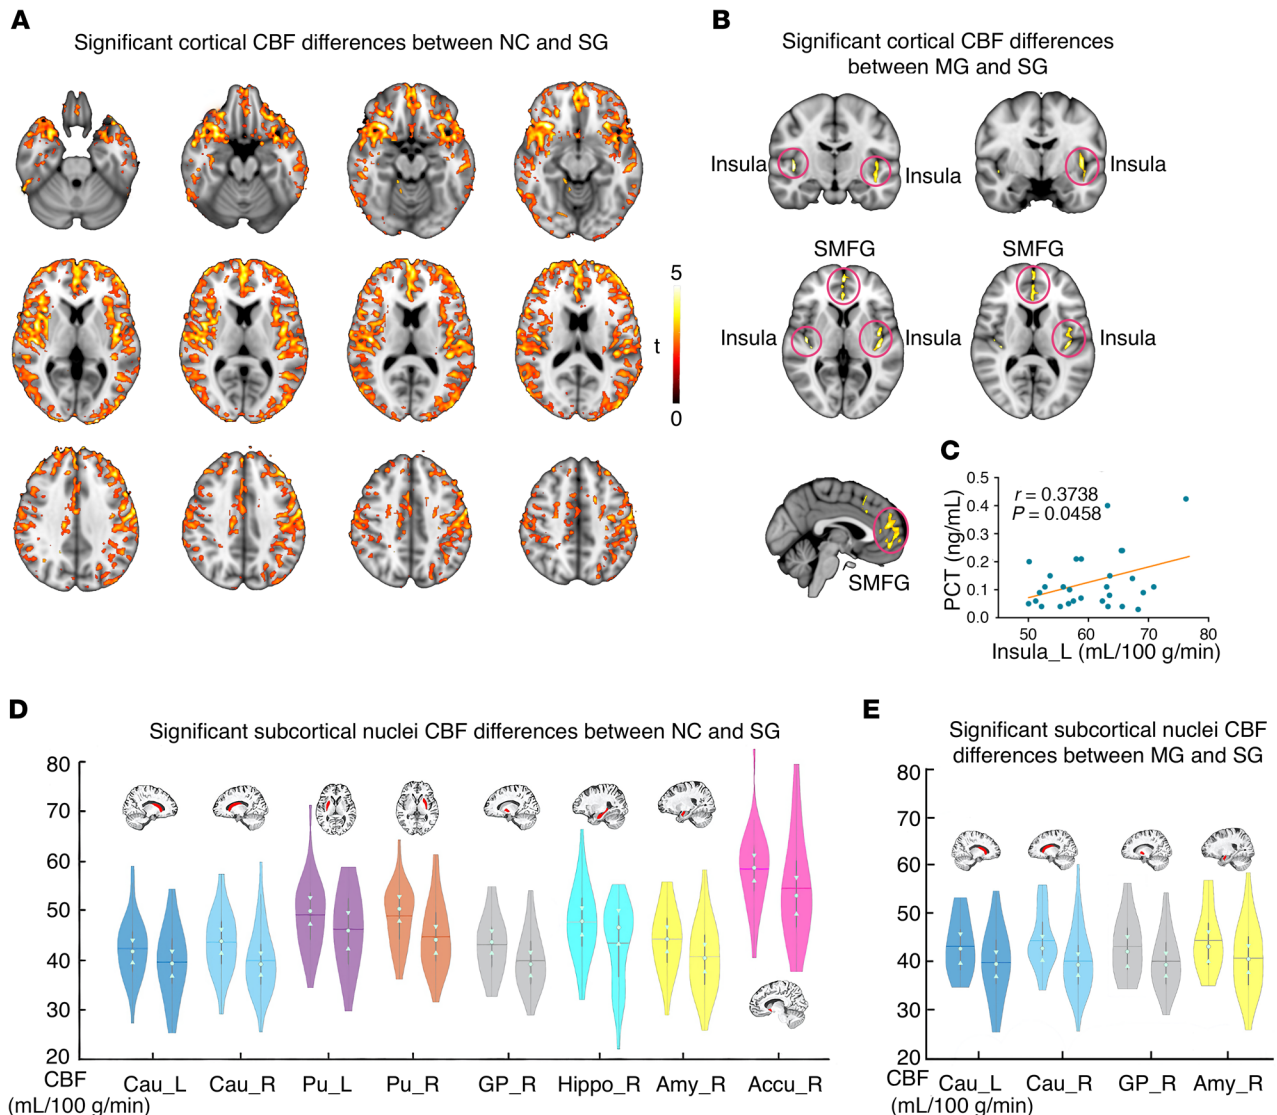 A
Significant cortical CBF differences between NC and SG
5
t
0
B
Significant cortical CBF differences
between MG and SG
Insula
Insula
Insula
SMFG
SMFG
Insula
Insula
Insula
SMFG
C
r = 0.3738
P = 0.0458
PCT (ng/mL)
0.5
0.4
0.3
0.2
0.1
0.0
50 60 70 80
Insula_L (mL/100 g/min)
D
Significant subcortical nuclei CBF differences between NC and SG
80
70
60
50
40
30
20
CBF
(mL/100 g/min)
Cau_L Cau_R Pu_L Pu_R GP_R Hippo_R Amy_R Accu_R
E
Significant subcortical nuclei CBF
differences between MG and SG
80
70
60
50
40
30
20
CBF
(mL/100 g/min)
Cau_L Cau_R GP_R Amy_R